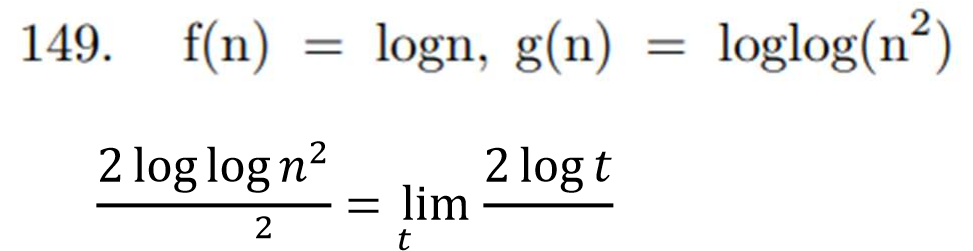 149. f(n) = logn, g(n) = loglog(n²)
2 log log n² / ² = lim t 2 log t